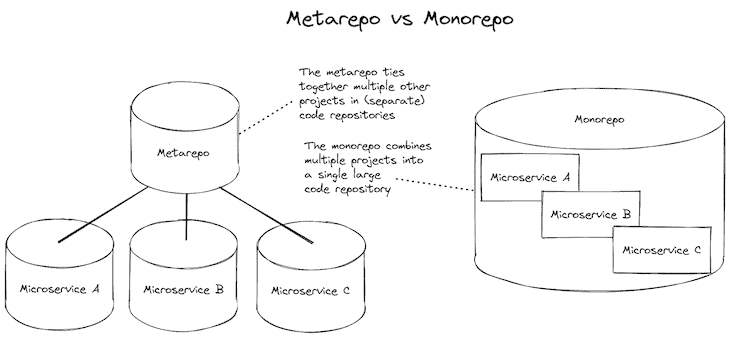 Metarepo vs Monorepo
The metarepo ties
together multiple other
projects in (separate)
code repositories
Metarepo
The monorepo combines
multiple projects into
a single large
code repository
Microservice A
Microservice B
Microservice C
Monorepo
Microservice A
Microservice B
Microservice C